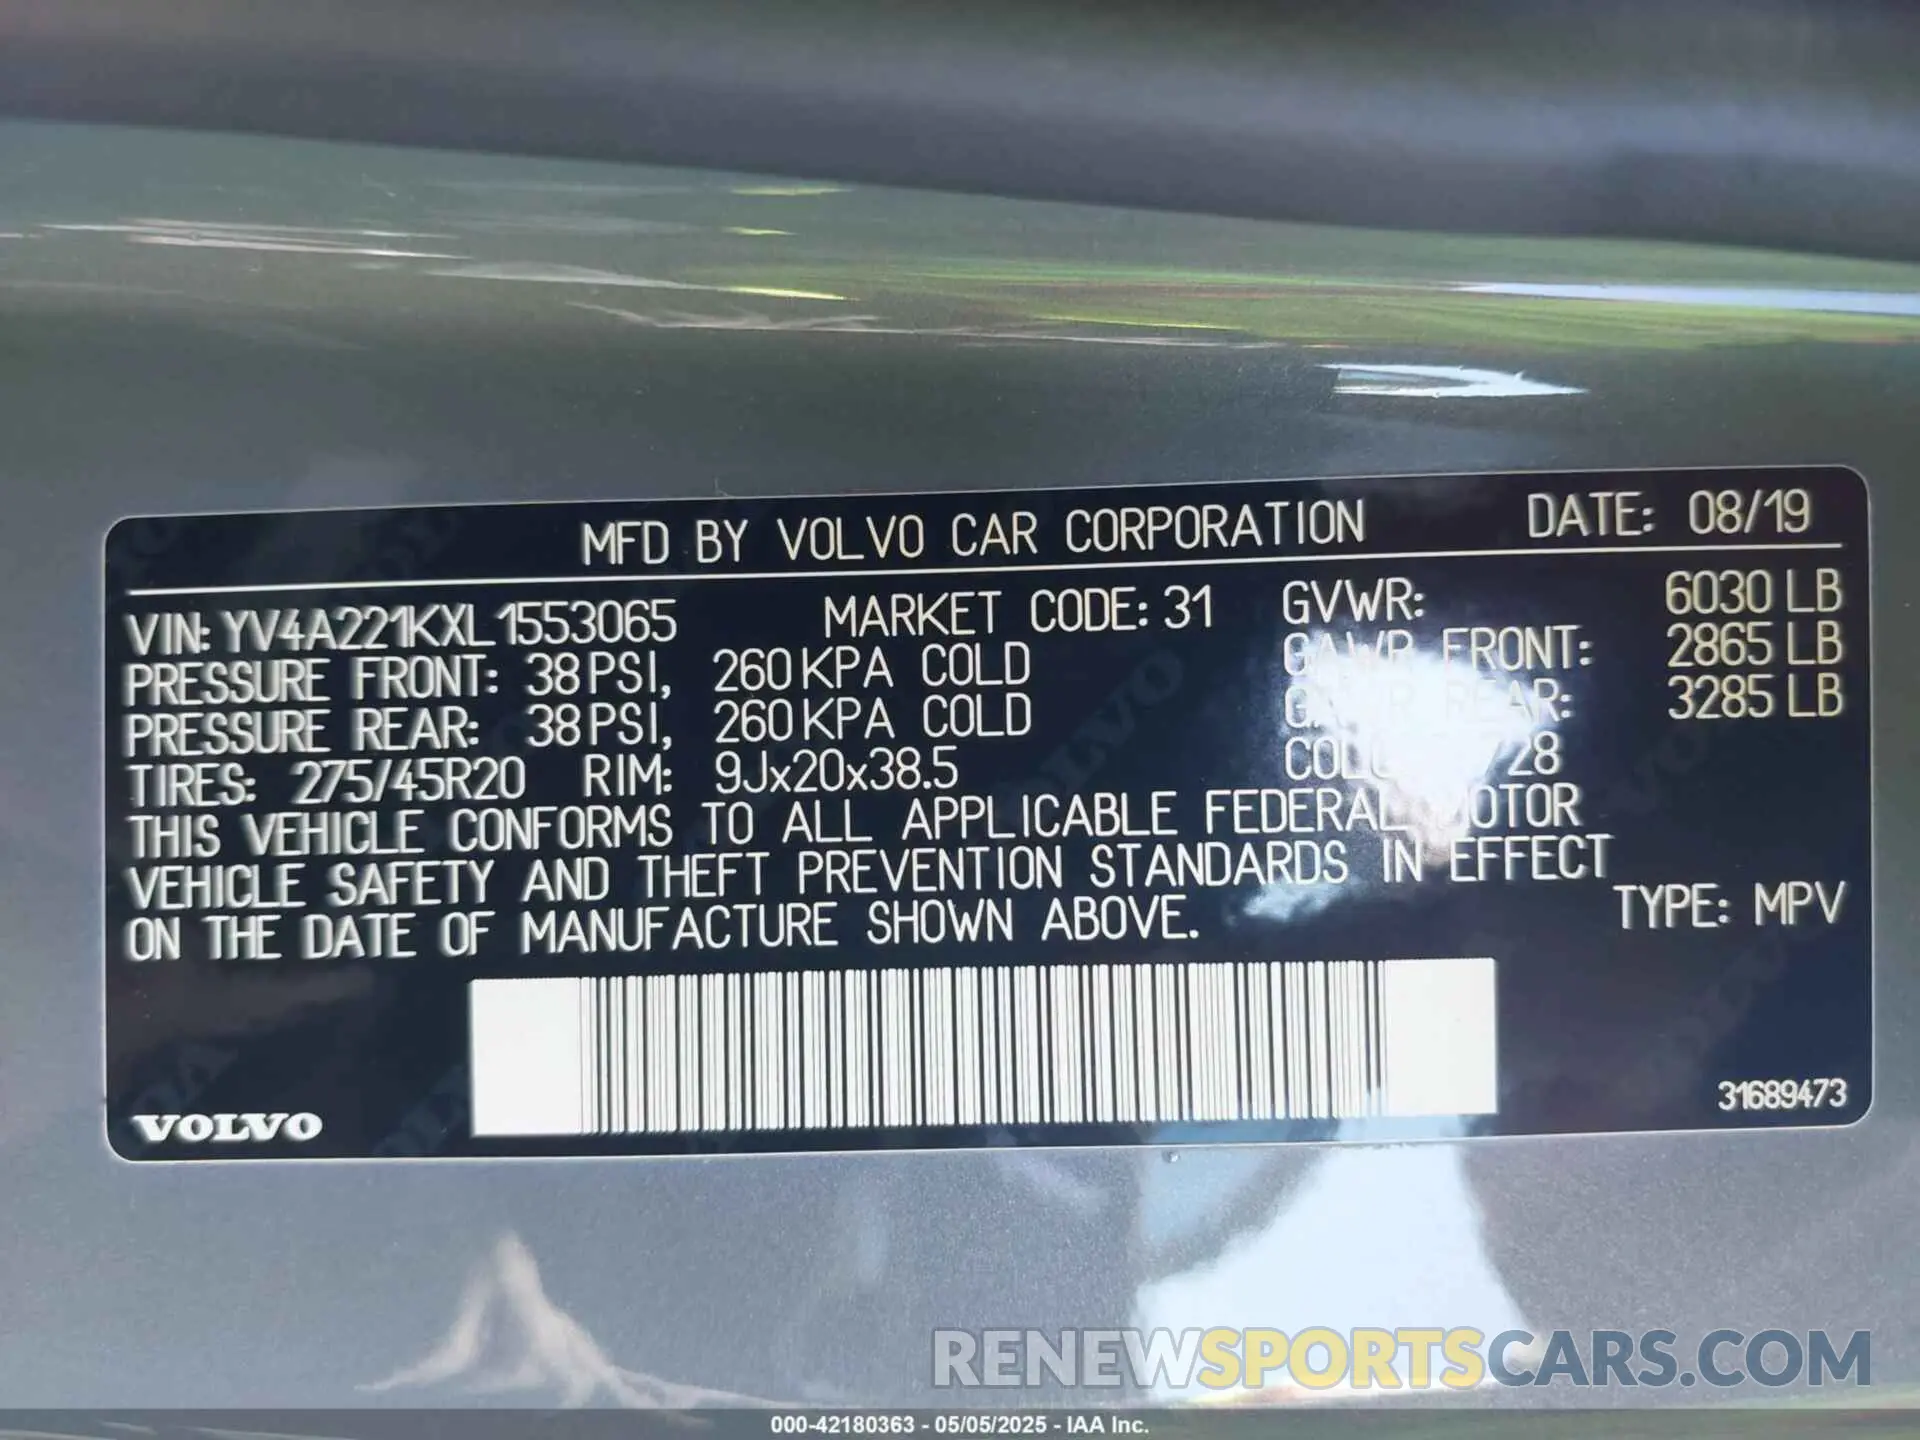 MFD BY VOLVO CAR CORPORATION DATE: 08/19
VIN: YV4A221KXL1553065 MARKET CODE: 31 GVWR: 6030 LB
PRESSURE FRONT: 38 PSI, 260 KPA COLD GAWR FRONT: 2865 LB
PRESSURE REAR: 38 PSI, 260 KPA COLD GAWR REAR: 3285 LB
TIRES: 275/45R20 RIM: 9Jx20x38.5
THIS VEHICLE CONFORMS TO ALL APPLICABLE FEDERAL MOTOR
VEHICLE SAFETY AND THEFT PREVENTION STANDARDS IN EFFECT
ON THE DATE OF MANUFACTURE SHOWN ABOVE. TYPE: MPV
VOLVO 31689473
RENEWSPORTSCARS.COM
000-42180363 - 05/05/2025 - IAA Inc.